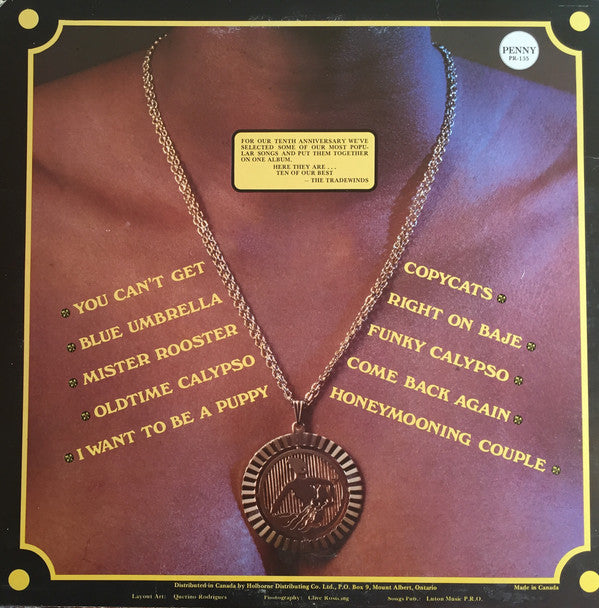 PENNY
PR-135
FOR OUR TENTH ANNIVERSARY WE'VE
SELECTED SOME OF OUR MOST POPU-
LAR SONGS AND PUT THEM TOGETHER
ON ONE ALBUM.
HERE THEY ARE . . .
TEN OF OUR BEST
— THE TRADEWINDS
YOU CAN'T GET
BLUE UMBRELLA
MISTER ROOSTER
OLDTIME CALYPSO
I WANT TO BE A PUPPY
COPYCATS
RIGHT ON BAJE
FUNKY CALYPSO
COME BACK AGAIN
HONEYMOONING COUPLE
Distributed in Canada by Holborne Distributing Co. Ltd., P.O. Box 9, Mount Albert, Ontario
Made in Canada
Layout Art: Querino Rodrigues
Photography: Clive
Songs Pub.: Luton Music P.R.O.